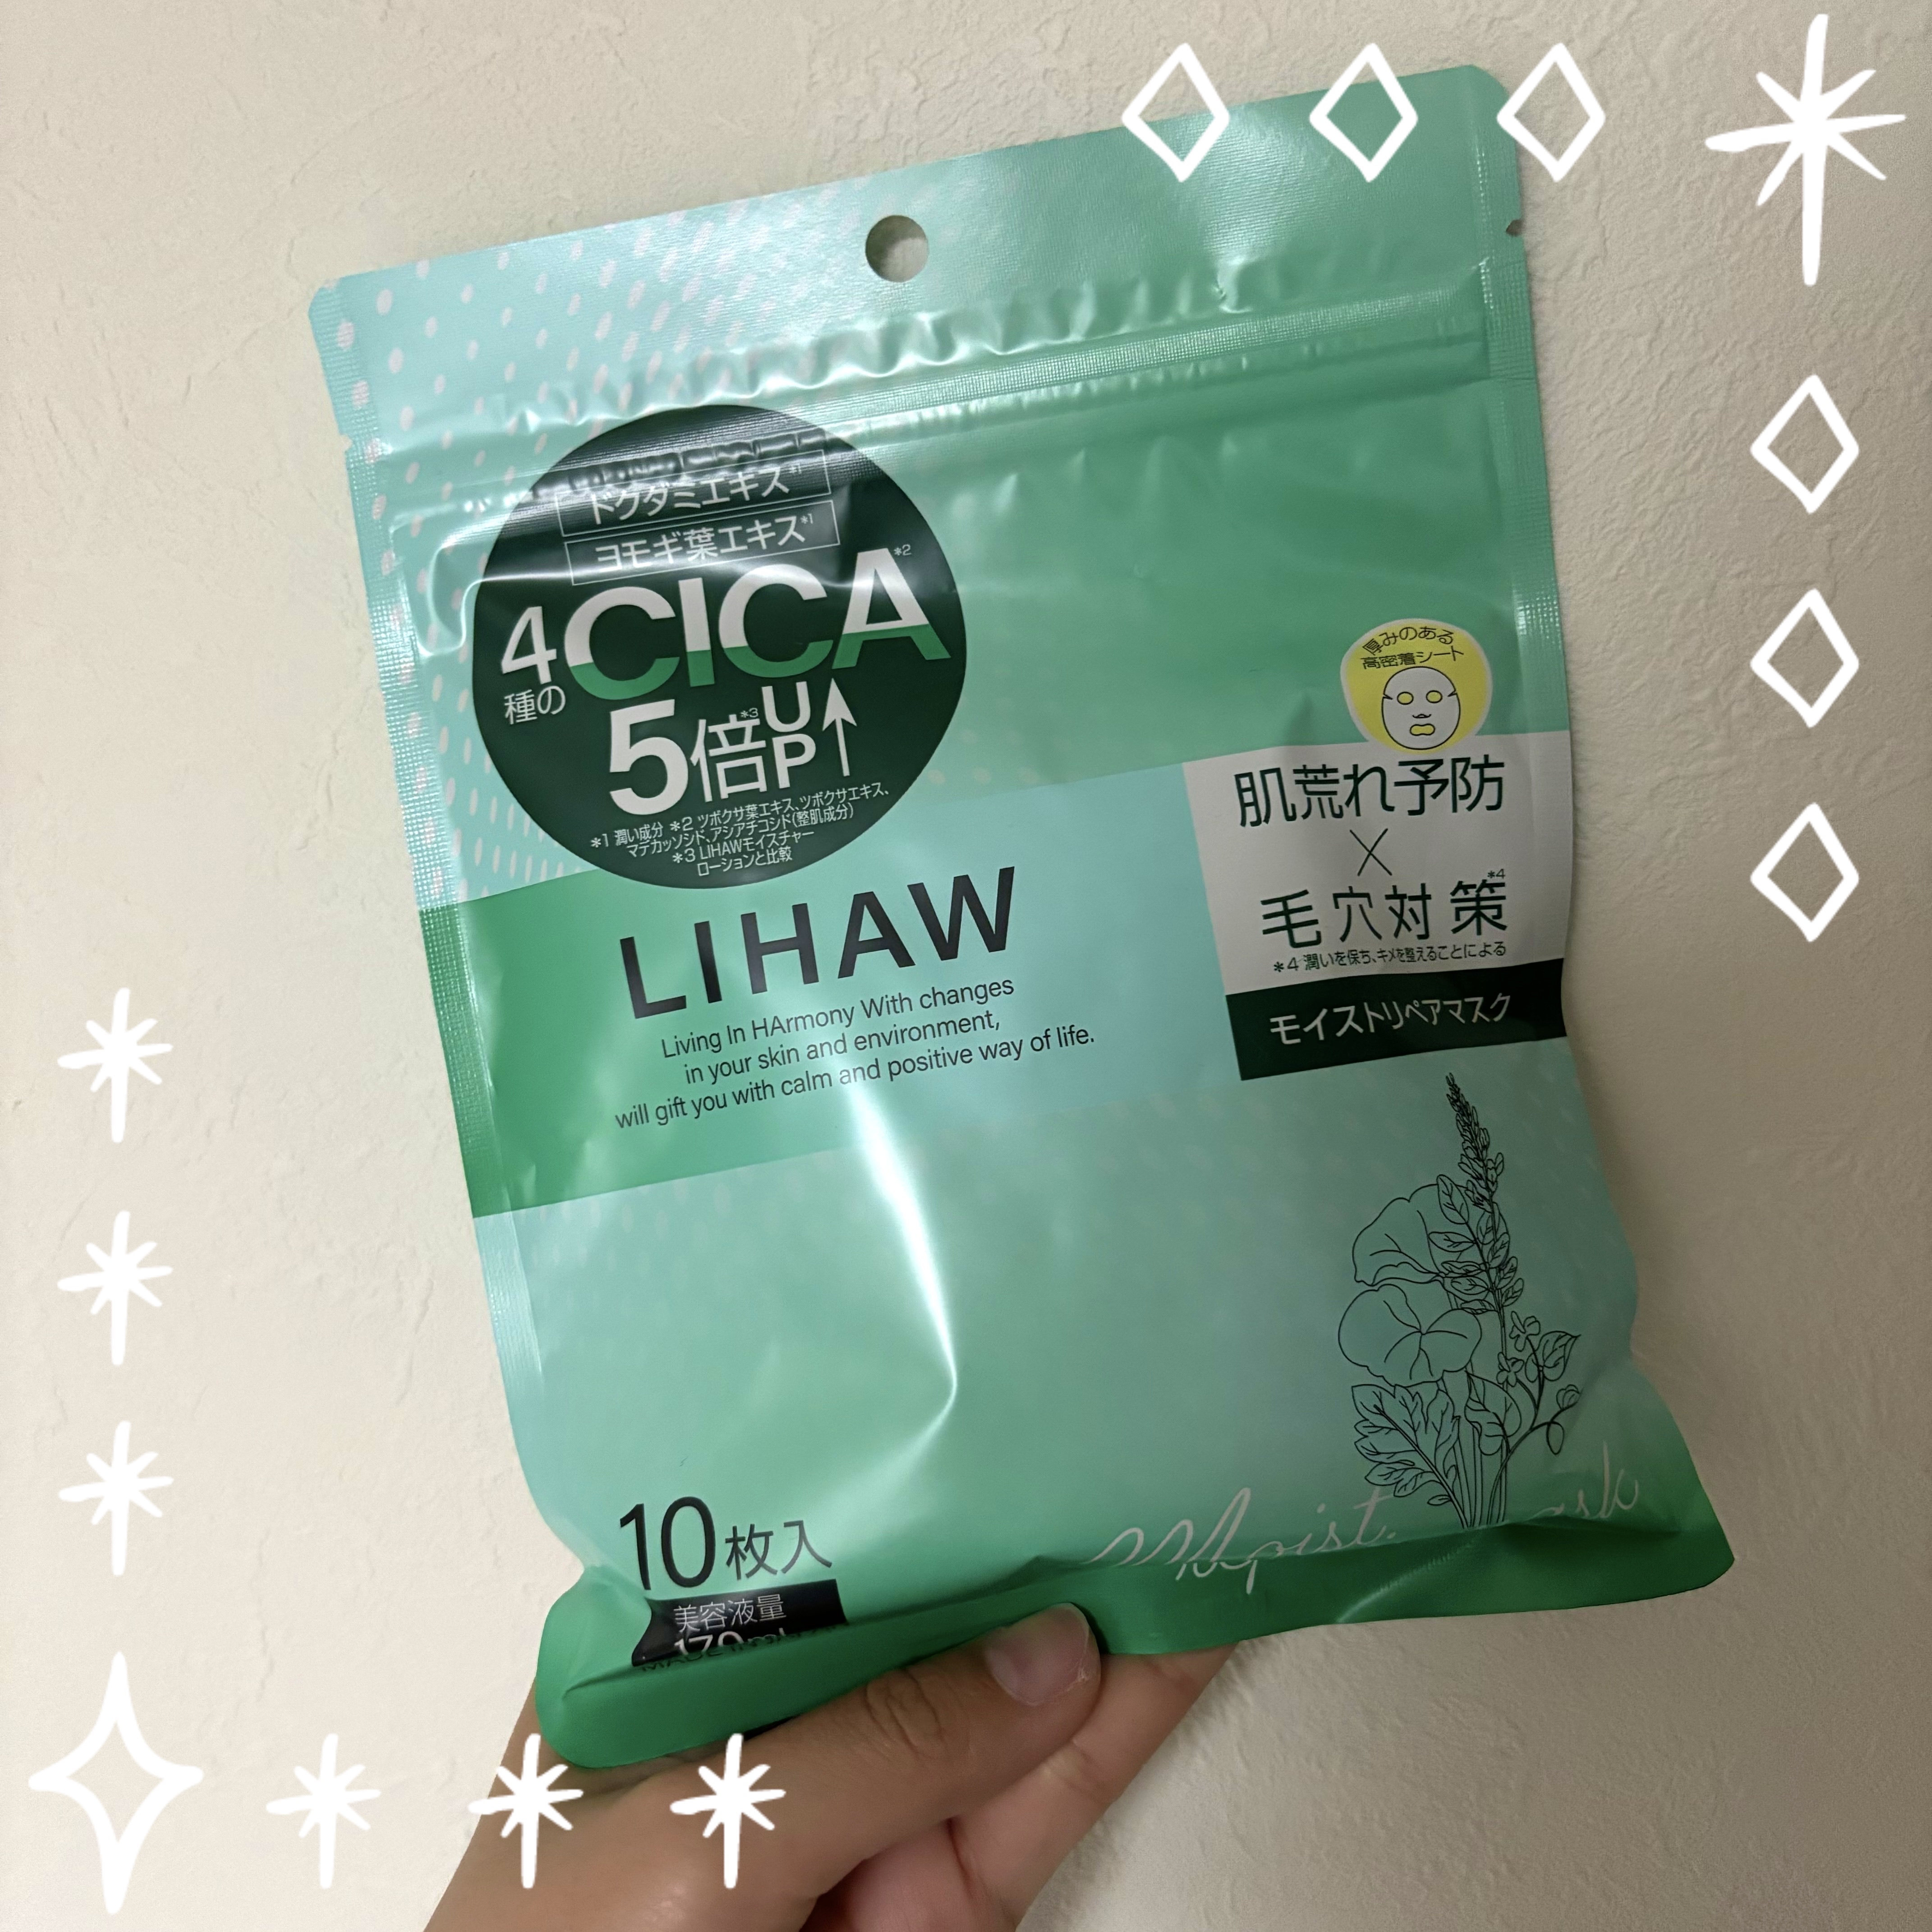 ドクダミエキス*1
ヨモギ葉エキス*1
4種のCICA*2
5倍*3UP↑
*1 潤い成分 *2 ツボクサ葉エキス、ツボクサエキス、
マデカッソシド、アシアチコシド(整肌成分)
*3 LIHAWモイスチャー
ローションと比較
厚みのある
高密着シート
肌荒れ予防
×
毛穴対策*4
*4 潤いを保ち、キメを整えることによる
モイストリペアマスク
LIHAW
Living In HArmony With changes
in your skin and environment,
will gift you with calm and positive way of life.
10枚入
美容液量
170ml
Moist